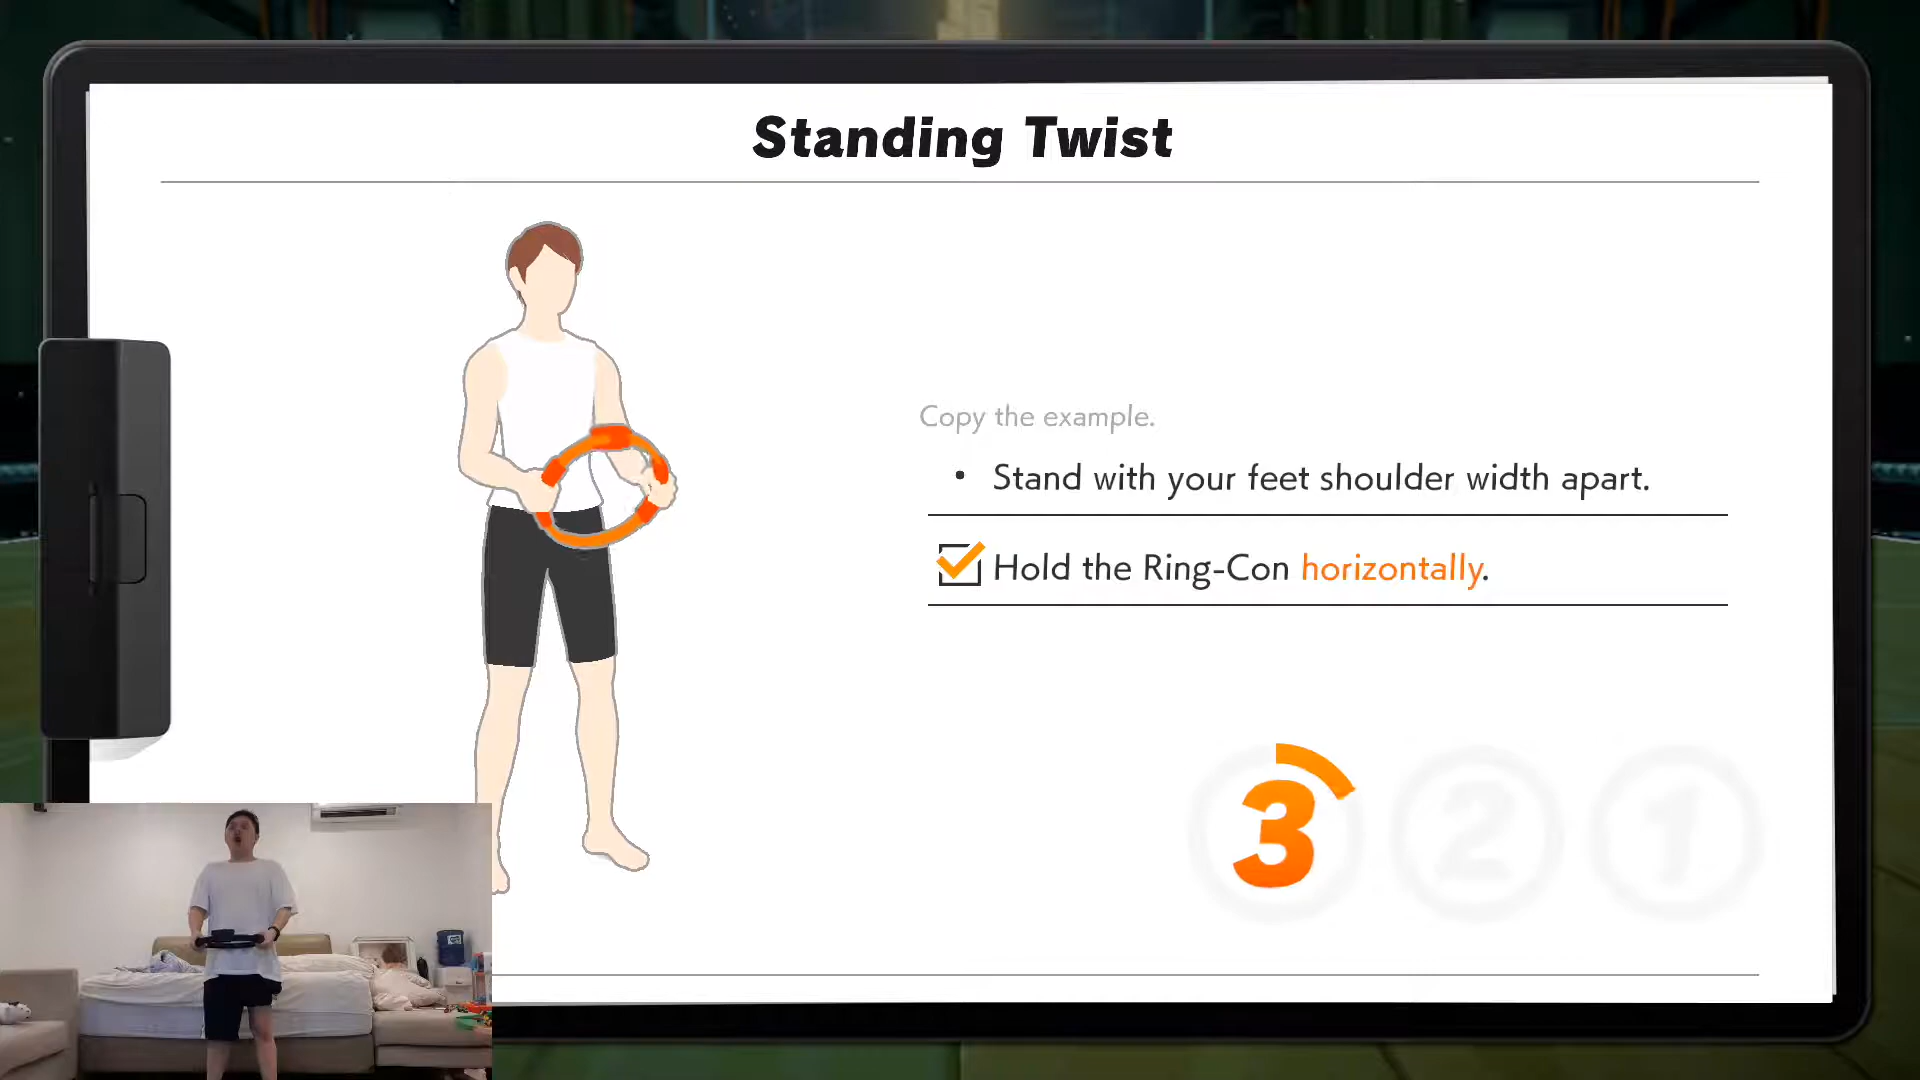 Standing Twist
Copy the example.
• Stand with your feet shoulder width apart.
Hold the Ring-Con horizontally.
3 2 1